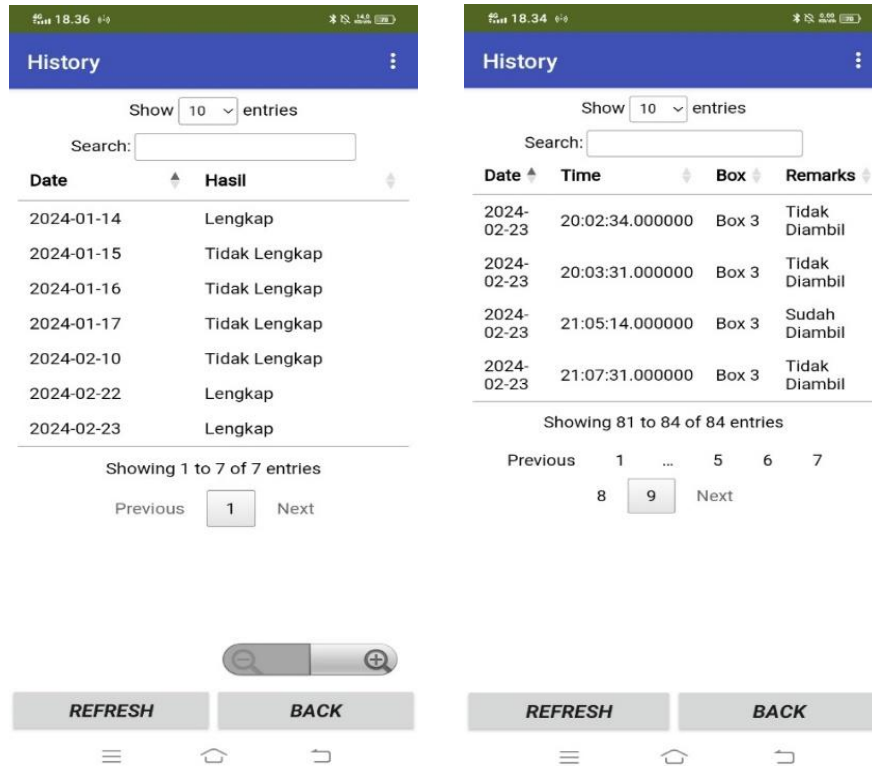 18.36
History
Show 10 entries
Search:
Date Hasil
2024-01-14 Lengkap
2024-01-15 Tidak Lengkap
2024-01-16 Tidak Lengkap
2024-01-17 Tidak Lengkap
2024-02-10 Tidak Lengkap
2024-02-22 Lengkap
2024-02-23 Lengkap
Showing 1 to 7 of 7 entries
Previous 1 Next
REFRESH BACK
18.34
History
Show 10 entries
Search:
Date Time Box Remarks
2024-
02-23 20:02:34.000000 Box 3 Tidak
Diambil
2024-
02-23 20:03:31.000000 Box 3 Tidak
Diambil
2024-
02-23 21:05:14.000000 Box 3 Sudah
Diambil
2024-
02-23 21:07:31.000000 Box 3 Tidak
Diambil
Showing 81 to 84 of 84 entries
Previous 1 ... 5 6 7
8 9 Next
REFRESH BACK